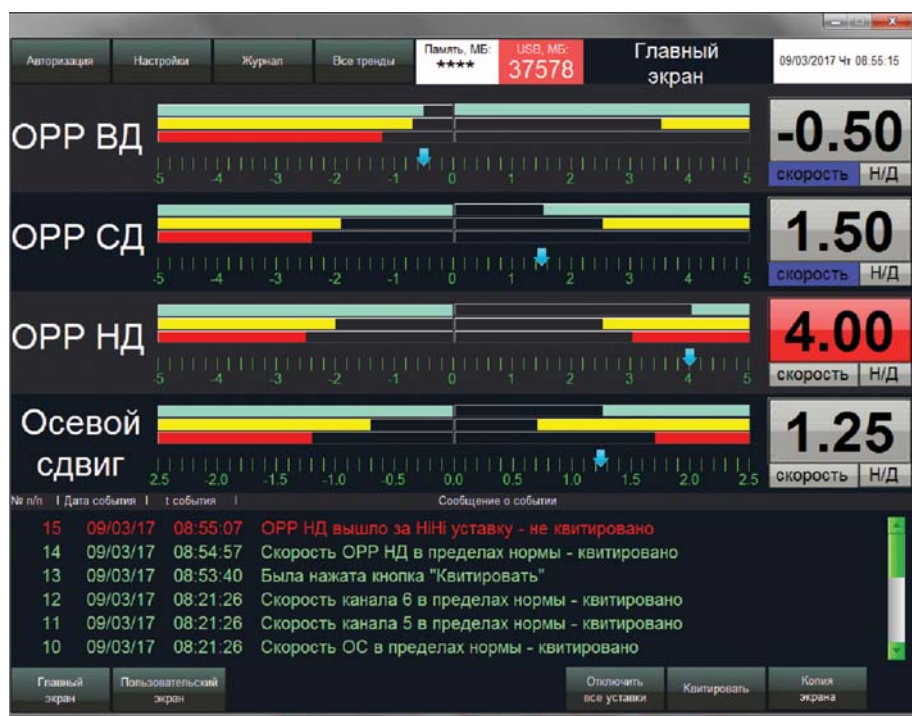 Авторизация Настройки Журнал Все тренды Память, МБ: **** USB, МБ: 37578 Главный экран 09/03/2017 Чт 08:55:15
ОРР ВД
-5 -4 -3 -2 -1 0 1 2 3 4 5
-0.50
скорость Н/Д
ОРР СД
-5 -4 -3 -2 -1 0 1 2 3 4 5
1.50
скорость Н/Д
ОРР НД
-5 -4 -3 -2 -1 0 1 2 3 4 5
4.00
скорость Н/Д
Осевой
сдвиг
2.5 -2.0 -1.5 -1.0 -0.5 0.0 0.5 1.0 1.5 2.0 2.5
1.25
скорость Н/Д
№ п/п | Дата события | t события | Сообщение о событии
15 09/03/17 08:55:07 ОРР НД вышло за HiHi уставку - не квитировано
14 09/03/17 08:54:57 Скорость ОРР НД в пределах нормы - квитировано
13 09/03/17 08:53:40 Была нажата кнопка "Квитировать"
12 09/03/17 08:21:26 Скорость канала 6 в пределах нормы - квитировано
11 09/03/17 08:21:26 Скорость канала 5 в пределах нормы - квитировано
10 09/03/17 08:21:26 Скорость ОС в пределах нормы - квитировано
Главный экран Пользовательский экран Отключить все уставки Квитировать Копия экрана